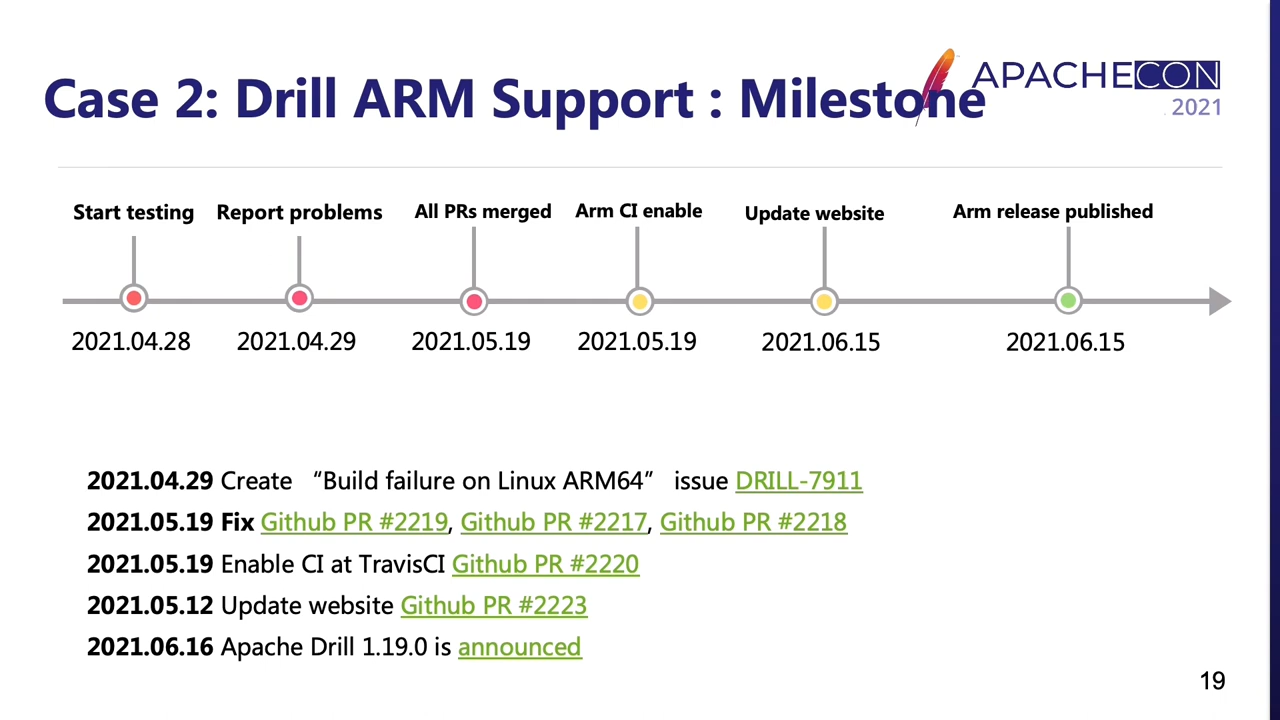 Case 2: Drill ARM Support : Milestone
APACHECON
2021
Start testing
Report problems
All PRs merged
Arm CI enable
Update website
Arm release published
2021.04.28
2021.04.29
2021.05.19
2021.05.19
2021.06.15
2021.06.15
2021.04.29 Create “Build failure on Linux ARM64” issue DRILL-7911
2021.05.19 Fix Github PR #2219, Github PR #2217, Github PR #2218
2021.05.19 Enable CI at TravisCI Github PR #2220
2021.05.12 Update website Github PR #2223
2021.06.16 Apache Drill 1.19.0 is announced
19